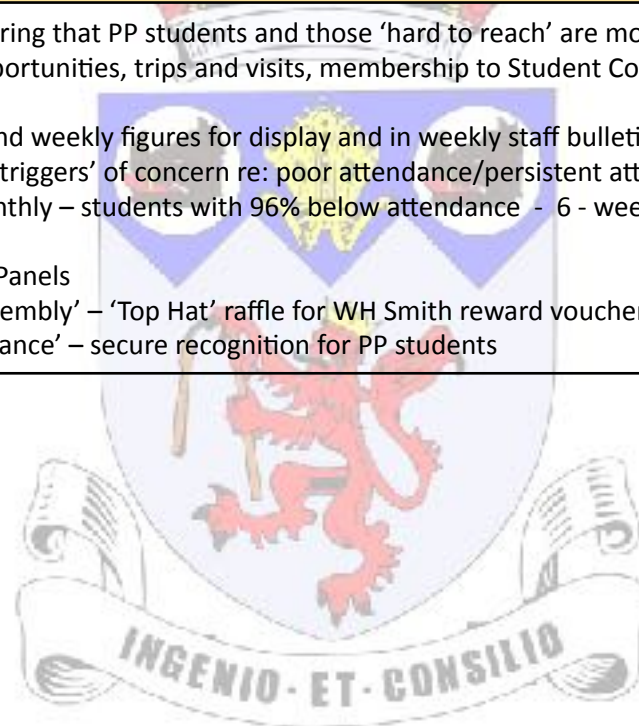 ring that PP students and those ‘hard to reach’ are mo
portunities, trips and visits, membership to Student Co
nd weekly figures for display and in weekly staff bulleti
triggers’ of concern re: poor attendance/persistent att
nthly – students with 96% below attendance - 6 - wee
Panels
embly’ – ‘Top Hat’ raffle for WH Smith reward voucher
ance’ – secure recognition for PP students
INGENIO · ET · CONSILIO